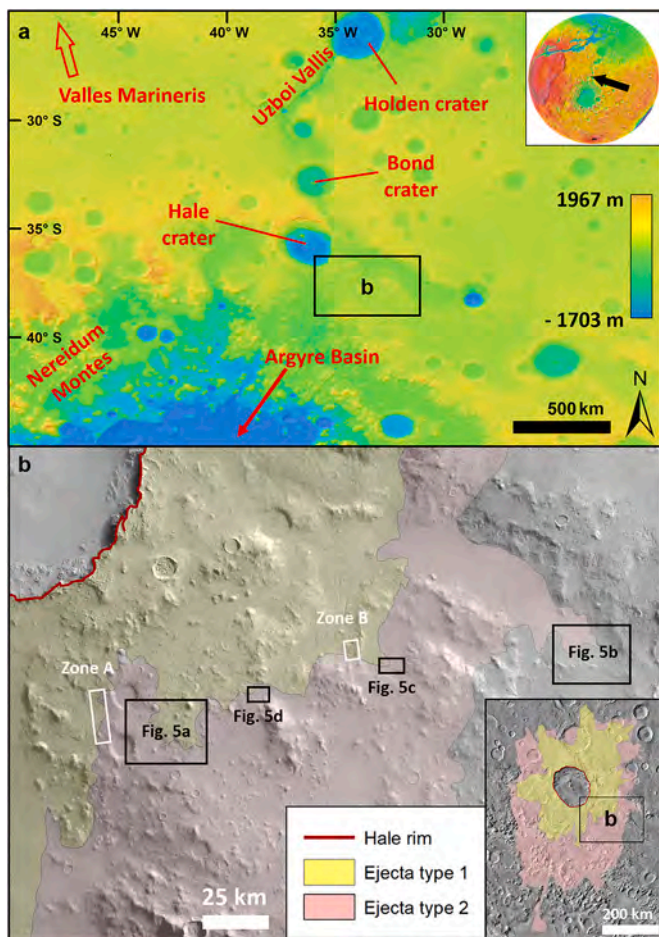 a
45° W
35° W
30° W
Valles Marineris
Uzboi Vallis
Holden crater
30° S
Bond
crater
Hale
crater
1967 m
35° S
b
- 1703 m
40° S
Nereidum
Montes
Argyre Basin
N
500 km
b
Zone B
Zone A
Fig. 5b
Fig. 5c
Fig. 5d
Fig. 5a
b
Hale rim
Ejecta type 1
Ejecta type 2
25 km
200 km